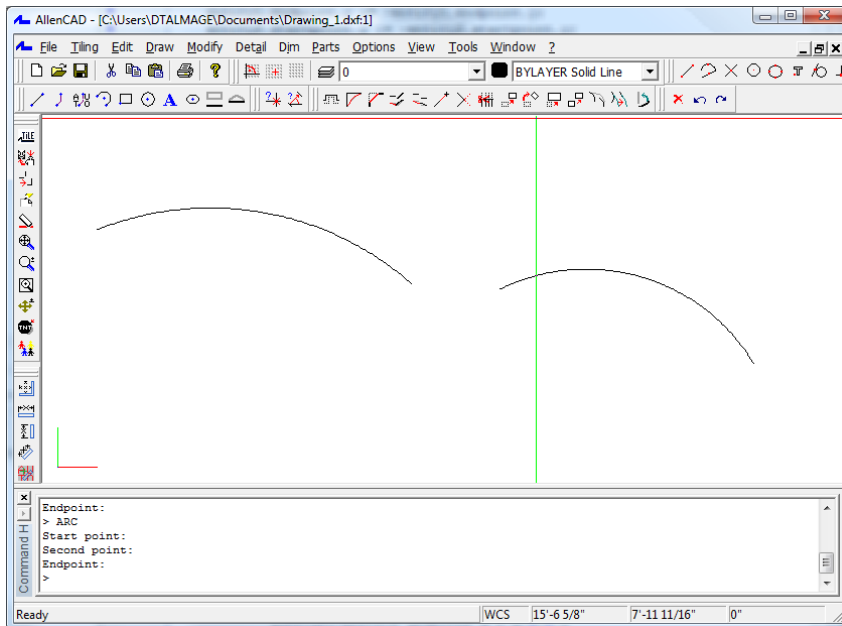 AllenCAD - [C:\Users\DTALMAGE\Documents\Drawing_1.dxf:1]
File Tiling Edit Draw Modify Detail Dim Parts Options View Tools Window ?
0 BYLAYER Solid Line
A
TILE
TNT
Endpoint:
> ARC
Start point:
Second point:
Endpoint:
>
Command H
Ready WCS 15'-6 5/8" 7'-11 11/16" 0"